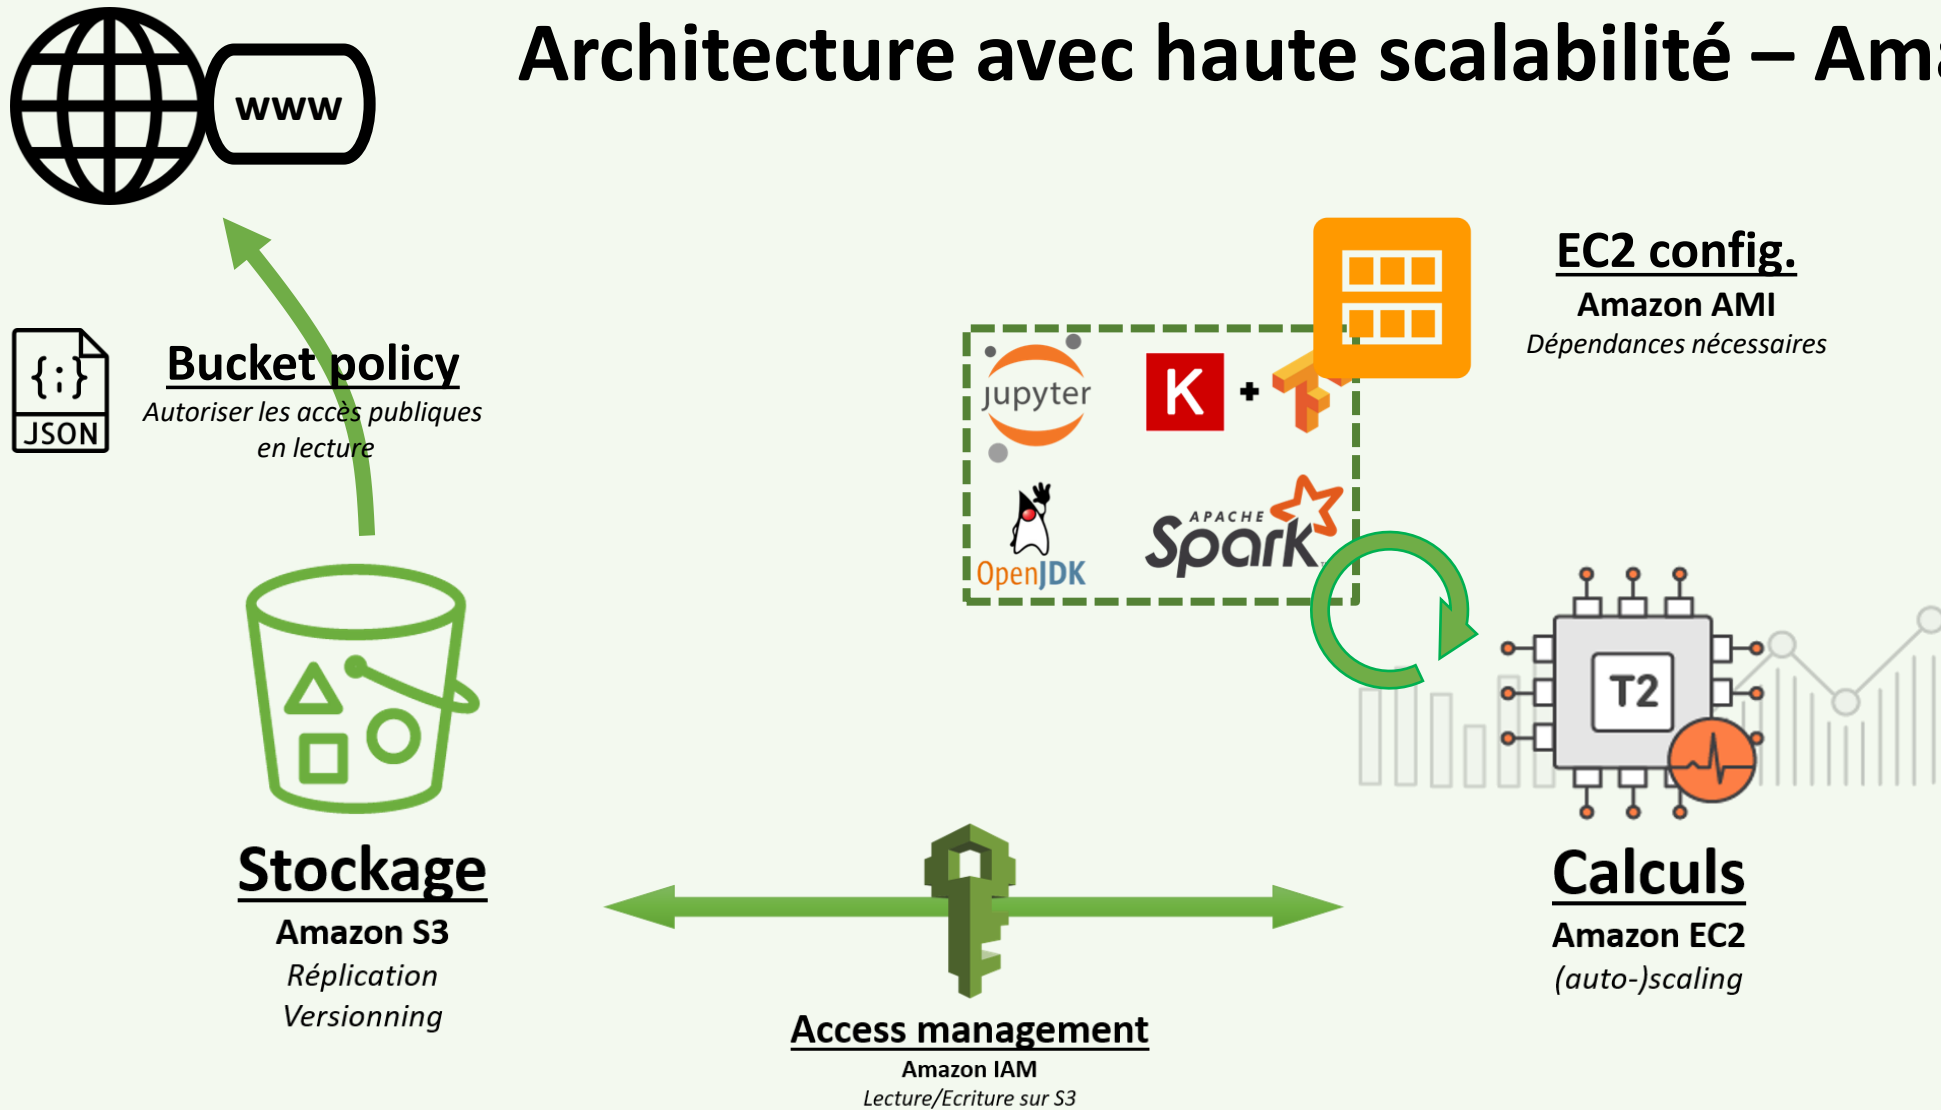 Architecture avec haute scalabilité – Ama
www
EC2 config.
Amazon AMI
Dépendances nécessaires
{;}
JSON
Bucket policy
Autoriser les accès publiques
en lecture
jupyter
K + TF
OpenJDK
APACHE
Spark
T2
Stockage
Amazon S3
Réplication
Versionning
Calculs
Amazon EC2
(auto-)scaling
Access management
Amazon IAM
Lecture/Ecriture sur S3